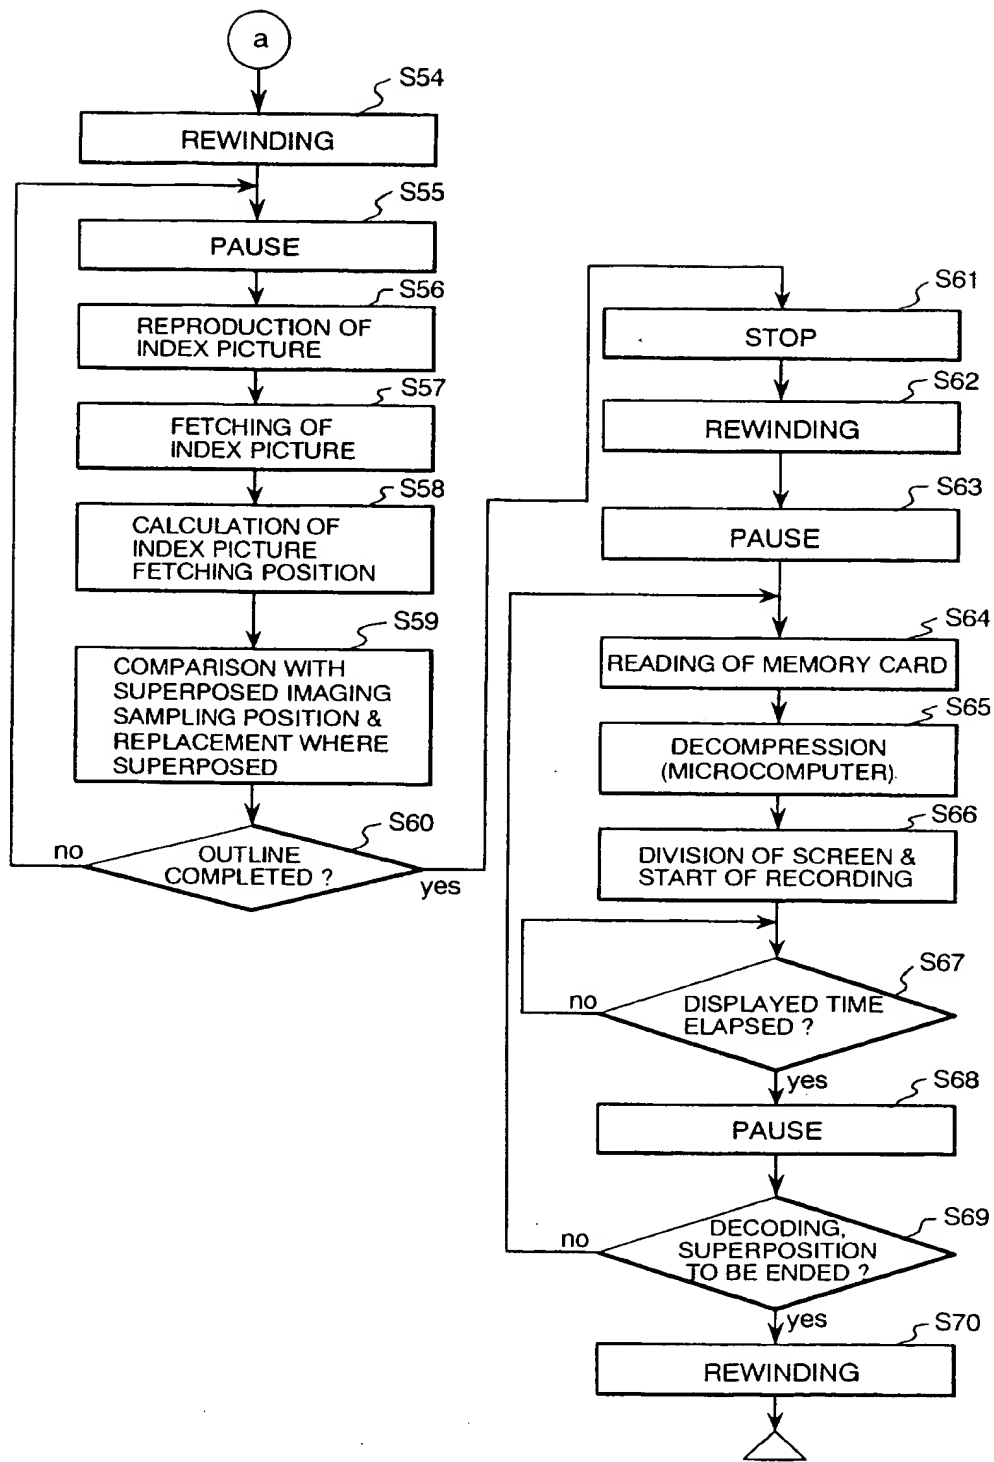 a
S54
REWINDING
S55
PAUSE
S56
REPRODUCTION OF
INDEX PICTURE
S57
FETCHING OF
INDEX PICTURE
S58
CALCULATION OF
INDEX PICTURE
FETCHING POSITION
S59
COMPARISON WITH
SUPERPOSED IMAGING
SAMPLING POSITION &
REPLACEMENT WHERE
SUPERPOSED
S60
OUTLINE
COMPLETED ?
no
yes
S61
STOP
S62
REWINDING
S63
PAUSE
S64
READING OF MEMORY CARD
S65
DECOMPRESSION
(MICROCOMPUTER)
S66
DIVISION OF SCREEN &
START OF RECORDING
S67
DISPLAYED TIME
ELAPSED ?
no
yes
S68
PAUSE
S69
DECODING,
SUPERPOSITION
TO BE ENDED ?
no
yes
S70
REWINDING